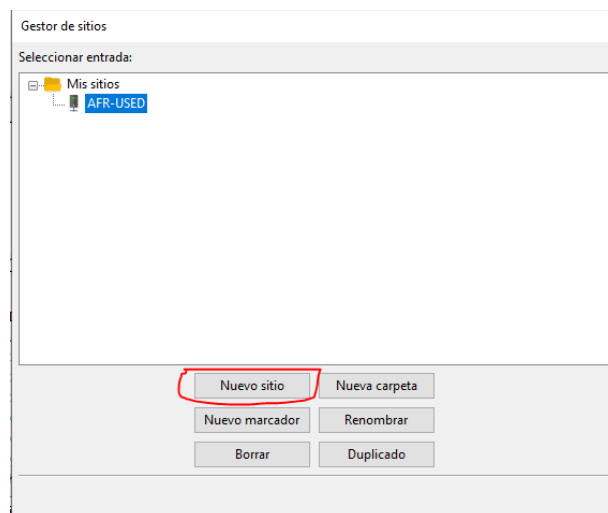 Gestor de sitios
Seleccionar entrada:
Mis sitios
AFR-USED
Nuevo sitio Nueva carpeta
Nuevo marcador Renombrar
Borrar Duplicado